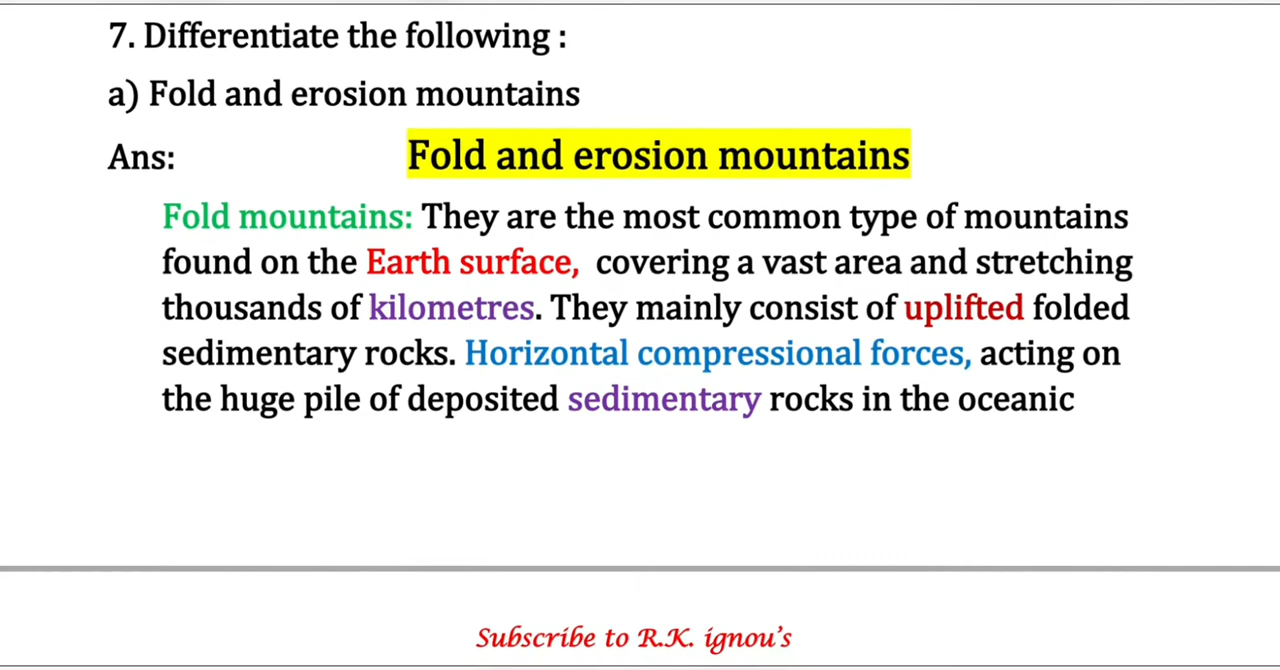 7. Differentiate the following :
a) Fold and erosion mountains
Ans: Fold and erosion mountains
Fold mountains: They are the most common type of mountains
found on the Earth surface, covering a vast area and stretching
thousands of kilometres. They mainly consist of uplifted folded
sedimentary rocks. Horizontal compressional forces, acting on
the huge pile of deposited sedimentary rocks in the oceanic
Subscribe to R.K. ignou's